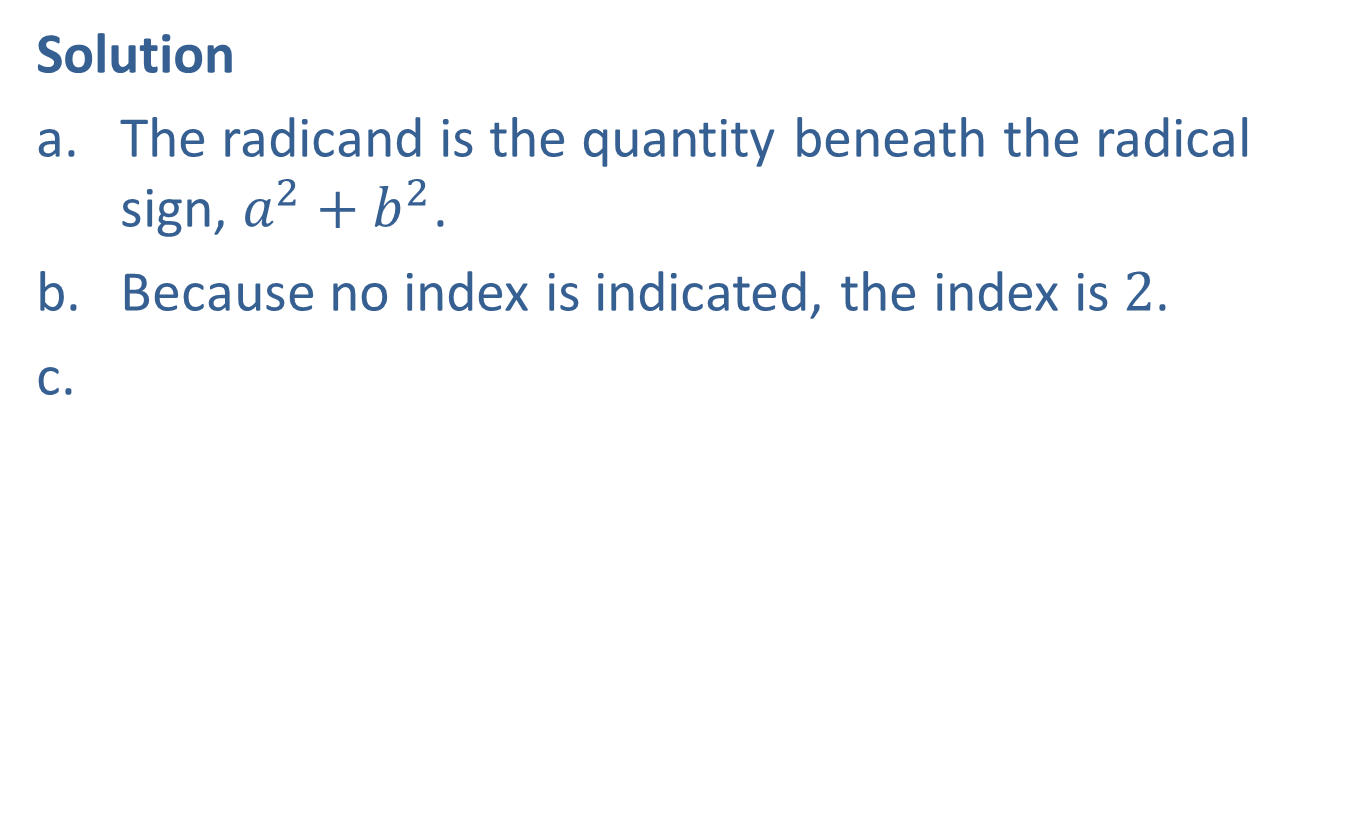 Solution
a. The radicand is the quantity beneath the radical
sign, 𝑎² + 𝑏².
b. Because no index is indicated, the index is 2.
c.